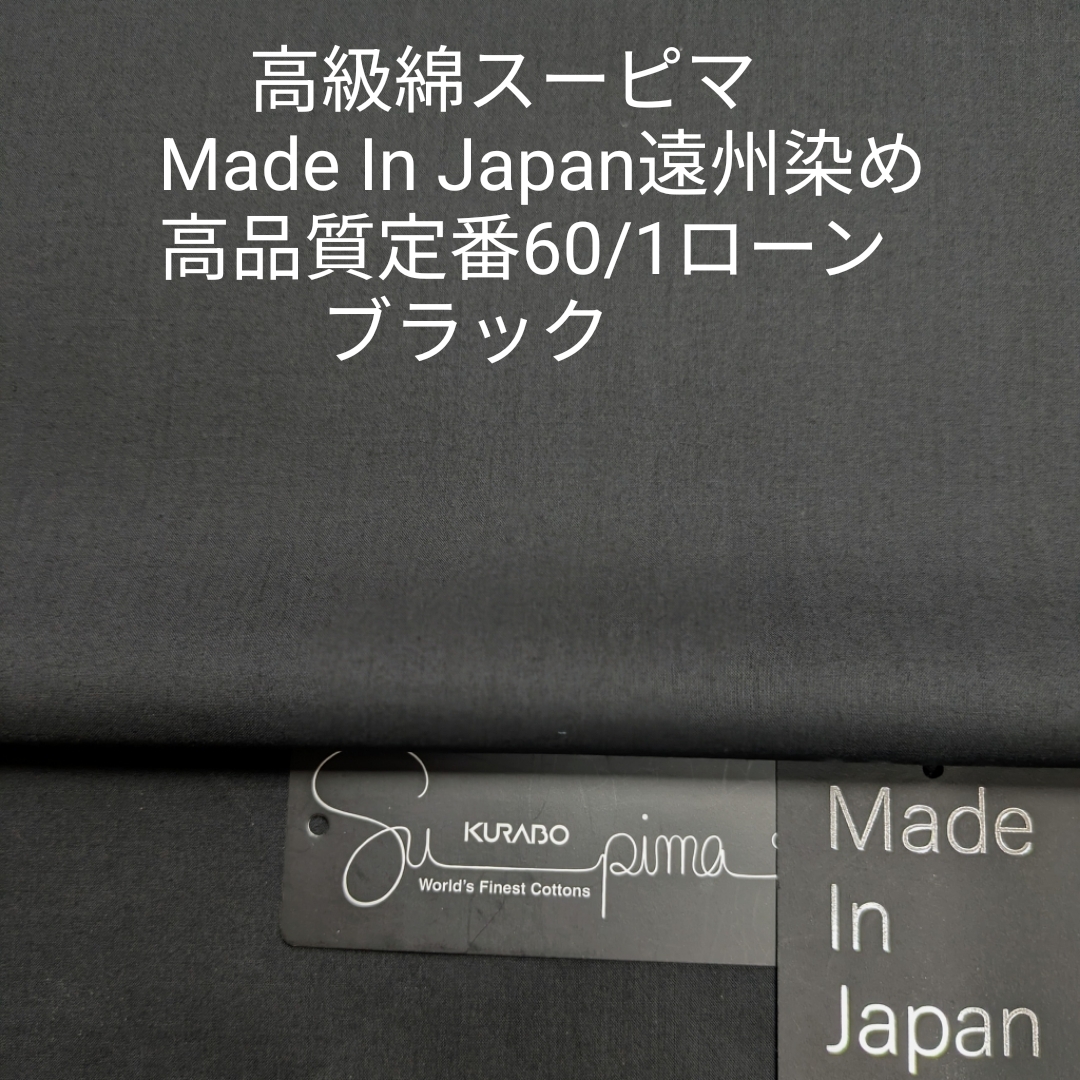 高級綿スーピマ
Made In Japan遠州染め
高品質定番60/1ローン
ブラック
Supima
KURABO
World's Finest Cottons
Made
In
Japan